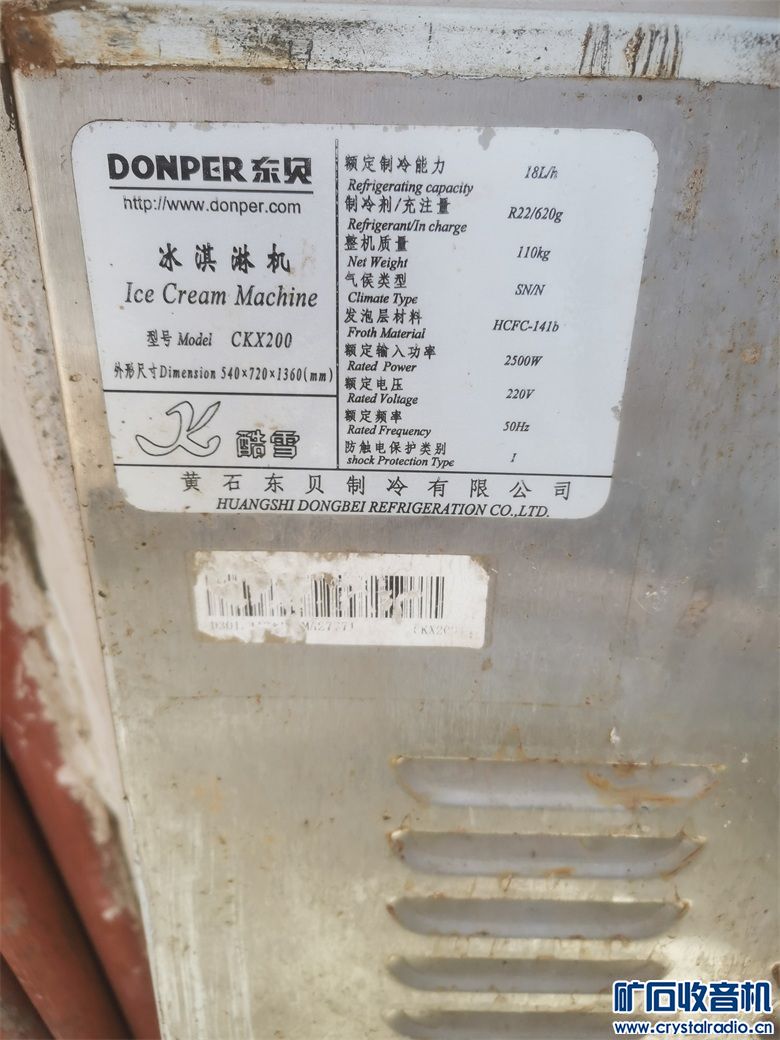 DONPER东贝
http://www.donper.com
冰淇淋机
Ice Cream Machine
型号 Model CKX200
外形尺寸Dimension 540×720×1360(mm)
酷雪
额定制冷能力 18L/h
Refrigerating capacity
制冷剂/充注量 R22/620g
Refrigerant/In charge
整机质量 110kg
Net Weight
气候类型 SN/N
Climate Type
发泡层材料 HCFC-141b
Froth Material
额定输入功率 2500W
Rated Power
额定电压 220V
Rated Voltage
额定频率 50Hz
Rated Frequency
防触电保护类别 I
shock Protection Type
黄石东贝制冷有限公司
HUANGSHI DONGBEI REFRIGERATION CO.,LTD.
矿石收音机
www.crystalradio.cn